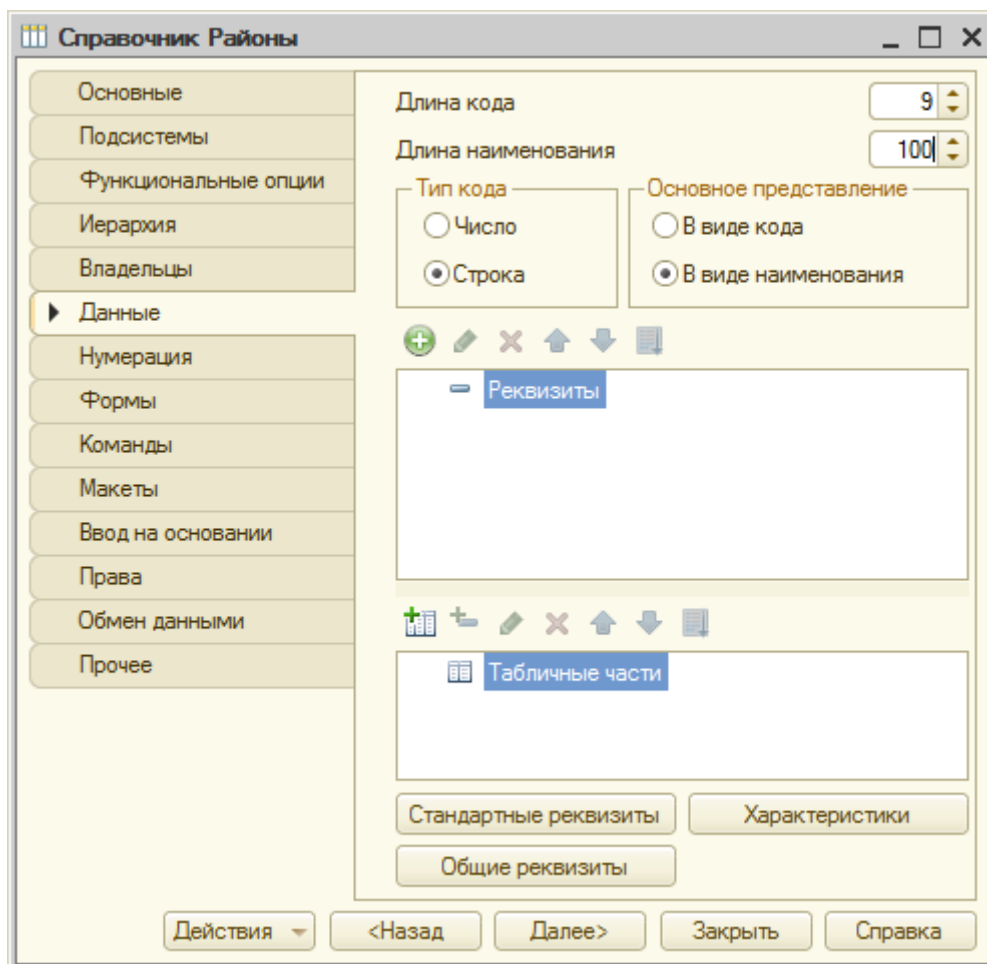 Справочник Районы
Основные
Подсистемы
Функциональные опции
Иерархия
Владельцы
Данные
Нумерация
Формы
Команды
Макеты
Ввод на основании
Права
Обмен данными
Прочее
Длина кода 9
Длина наименования 100
Тип кода
Число
Строка
Основное представление
В виде кода
В виде наименования
Реквизиты
Табличные части
Стандартные реквизиты Характеристики
Общие реквизиты
Действия <Назад Далее> Закрыть Справка